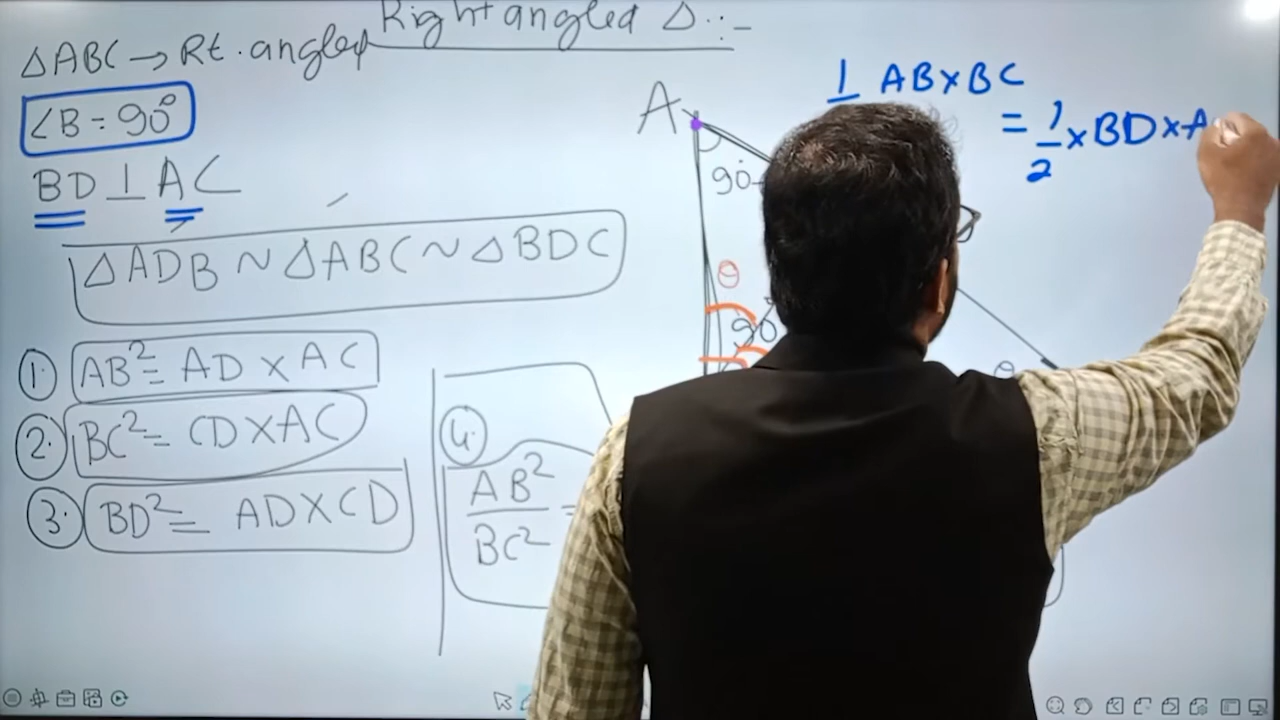 Right angled Δ :-
ΔABC → Rt. angled
∠B = 90°
BD ⊥ AC
ΔADB ~ ΔABC ~ ΔBDC
1. AB² = AD × AC
2. BC² = CD × AC
3. BD² = AD × CD
4.
AB²
BC² =
A
90-
θ
90
θ
1 AB × BC
= 1/2 × BD × A